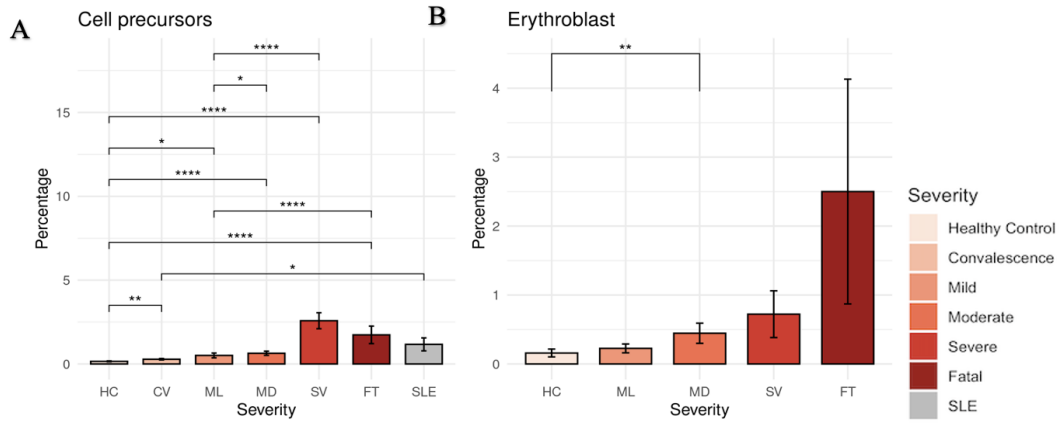 A
Cell precursors
****
*
****
*
****
****
****
*
**
15
10
5
0
Percentage
HC CV ML MD SV FT SLE
Severity
B
Erythroblast
**
4
3
2
1
0
Percentage
HC ML MD SV FT
Severity
Severity
Healthy Control
Convalescence
Mild
Moderate
Severe
Fatal
SLE